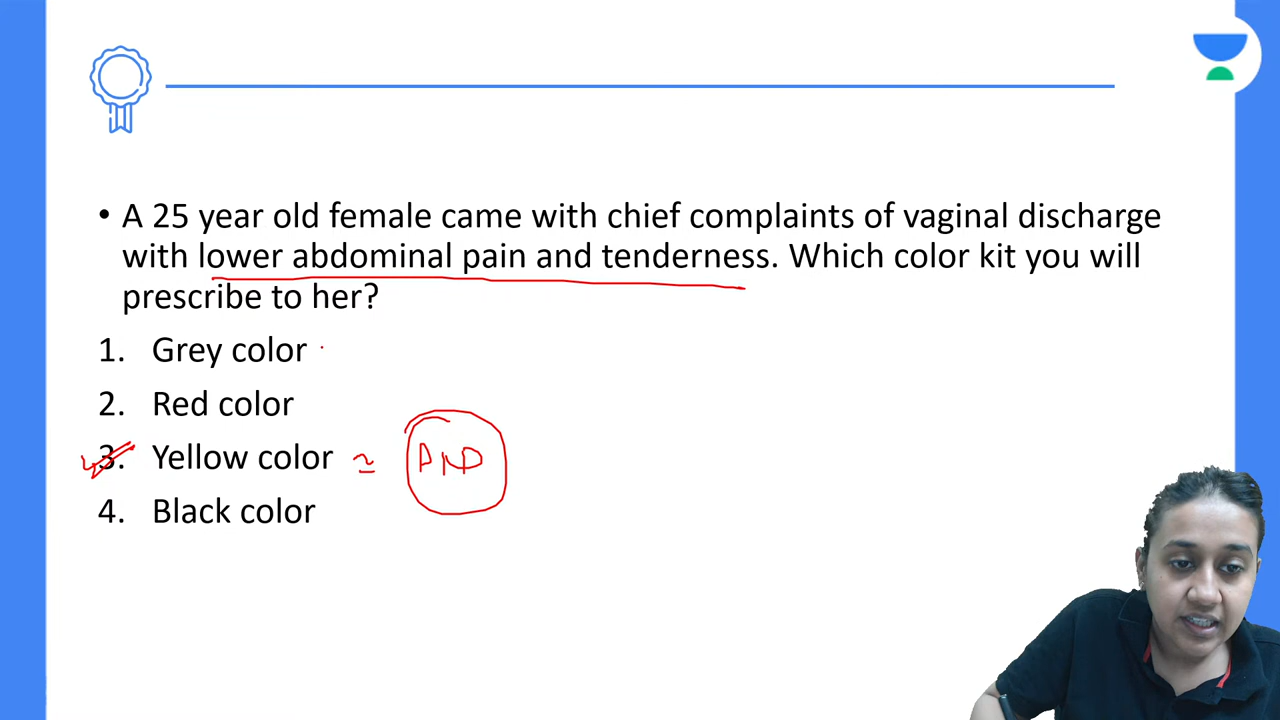 • A 25 year old female came with chief complaints of vaginal discharge
with lower abdominal pain and tenderness. Which color kit you will
prescribe to her?
1. Grey color
2. Red color
3. Yellow color ≃
4. Black color